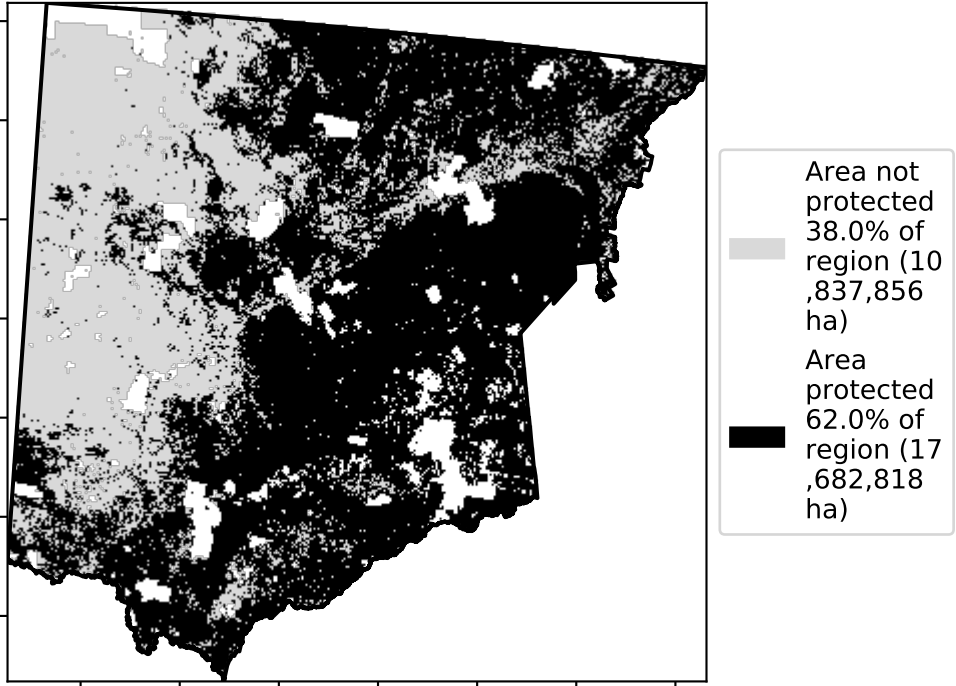 Area not
protected
38.0% of
region (10
,837,856
ha)
Area
protected
62.0% of
region (17
,682,818
ha)